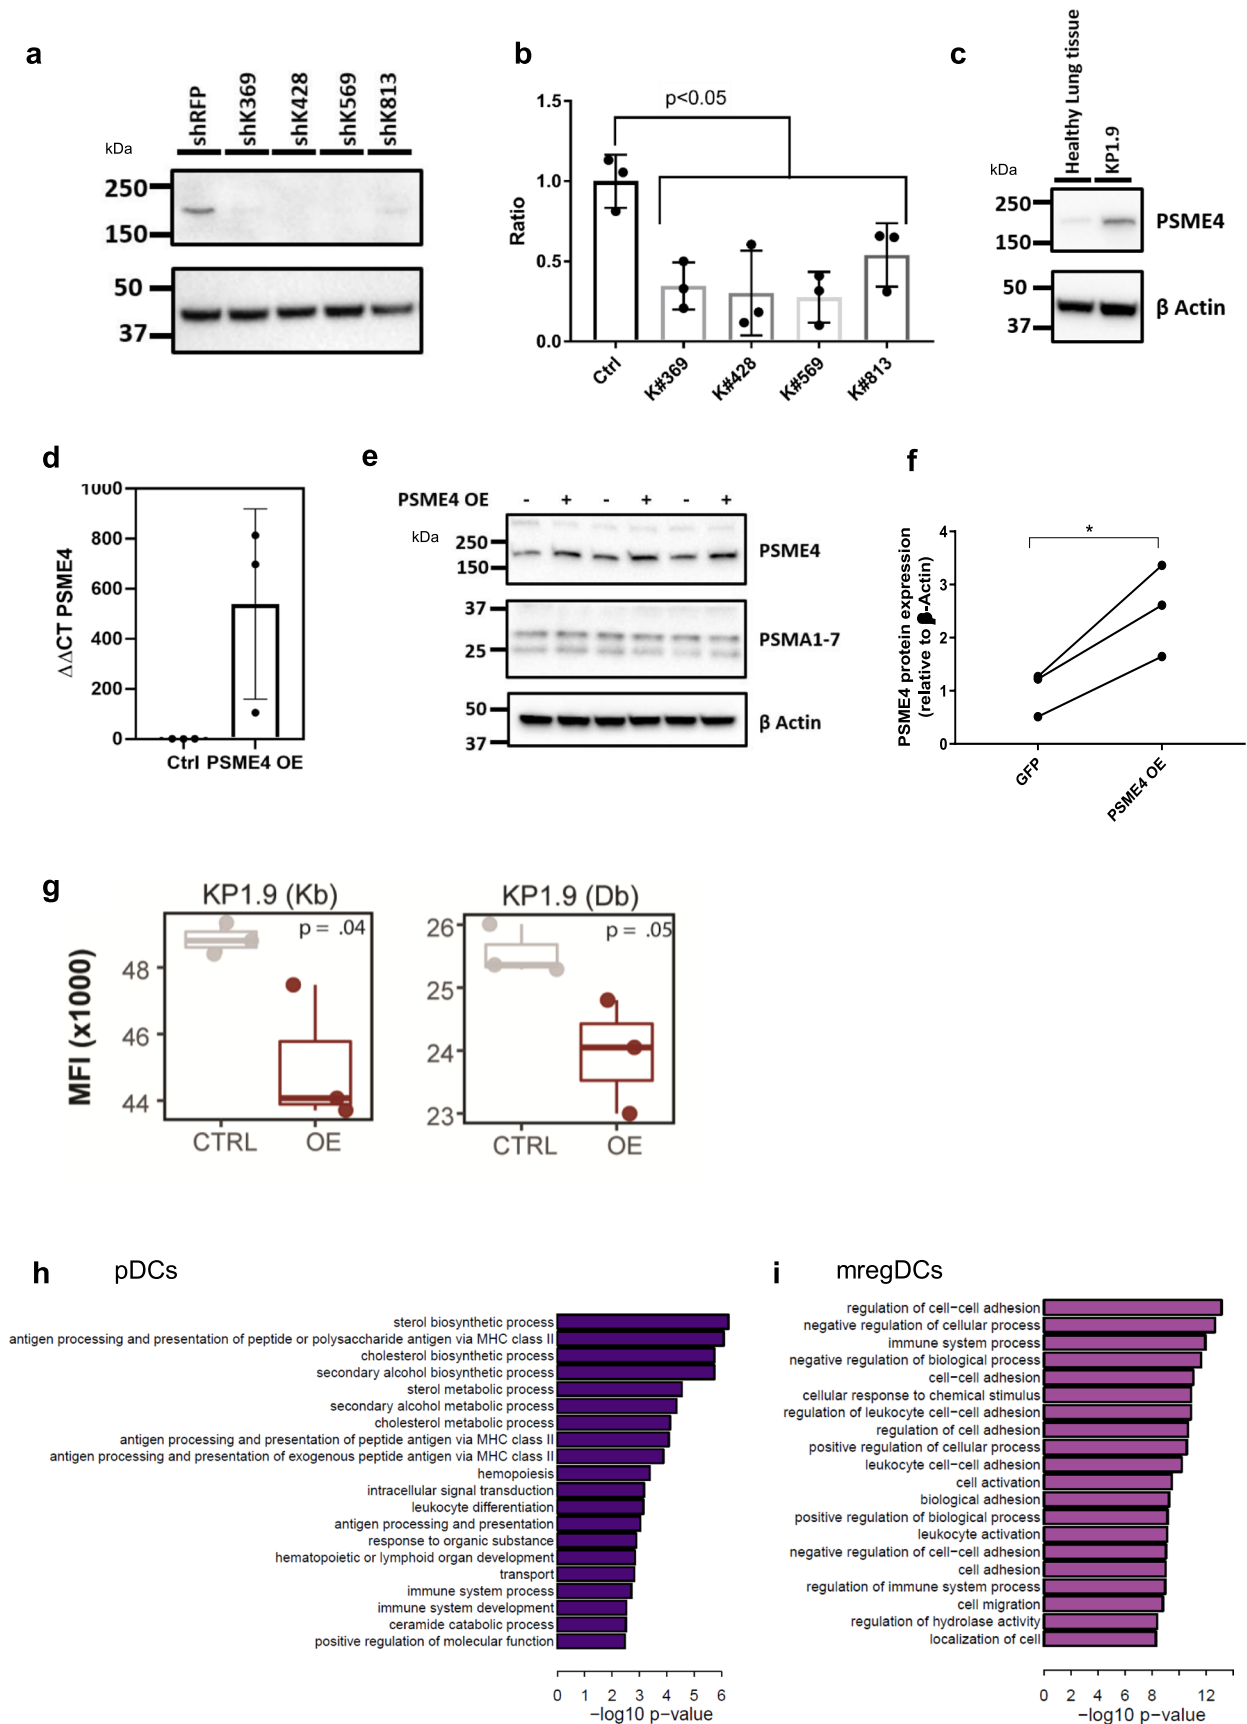 a
shRFP
shK369
shK428
shK569
shK813
kDa
250
150
50
37
b
p<0.05
Ratio
1.5
1.0
0.5
0.0
Ctrl
K#369
K#428
K#569
K#813
c
Healthy Lung tissue
KP1.9
kDa
250
150
PSME4
50
37
β Actin
d
ΔΔCT PSME4
1000
800
600
400
200
0
Ctrl PSME4 OE
e
PSME4 OE - + - + - +
kDa
250
150
PSME4
37
25
PSMA1-7
50
37
β Actin
f
PSME4 protein expression
(relative to β-Actin)
*
4
3
2
1
0
GFP
PSME4 OE
g
MFI (x1000)
KP1.9 (Kb)
p = .04
48
46
44
CTRL OE
KP1.9 (Db)
p = .05
26
25
24
23
CTRL OE
h pDCs
sterol biosynthetic process
antigen processing and presentation of peptide or polysaccharide antigen via MHC class II
cholesterol biosynthetic process
secondary alcohol biosynthetic process
sterol metabolic process
secondary alcohol metabolic process
cholesterol metabolic process
antigen processing and presentation of peptide antigen via MHC class II
antigen processing and presentation of exogenous peptide antigen via MHC class II
hemopoiesis
intracellular signal transduction
leukocyte differentiation
antigen processing and presentation
response to organic substance
hematopoietic or lymphoid organ development
transport
immune system process
immune system development
ceramide catabolic process
positive regulation of molecular function
0 1 2 3 4 5 6
−log10 p−value
i mregDCs
regulation of cell−cell adhesion
negative regulation of cellular process
immune system process
negative regulation of biological process
cell−cell adhesion
cellular response to chemical stimulus
regulation of leukocyte cell−cell adhesion
regulation of cell adhesion
positive regulation of cellular process
leukocyte cell−cell adhesion
cell activation
biological adhesion
positive regulation of biological process
leukocyte activation
negative regulation of cell−cell adhesion
cell adhesion
regulation of immune system process
cell migration
regulation of hydrolase activity
localization of cell
0 2 4 6 8 12
−log10 p−value